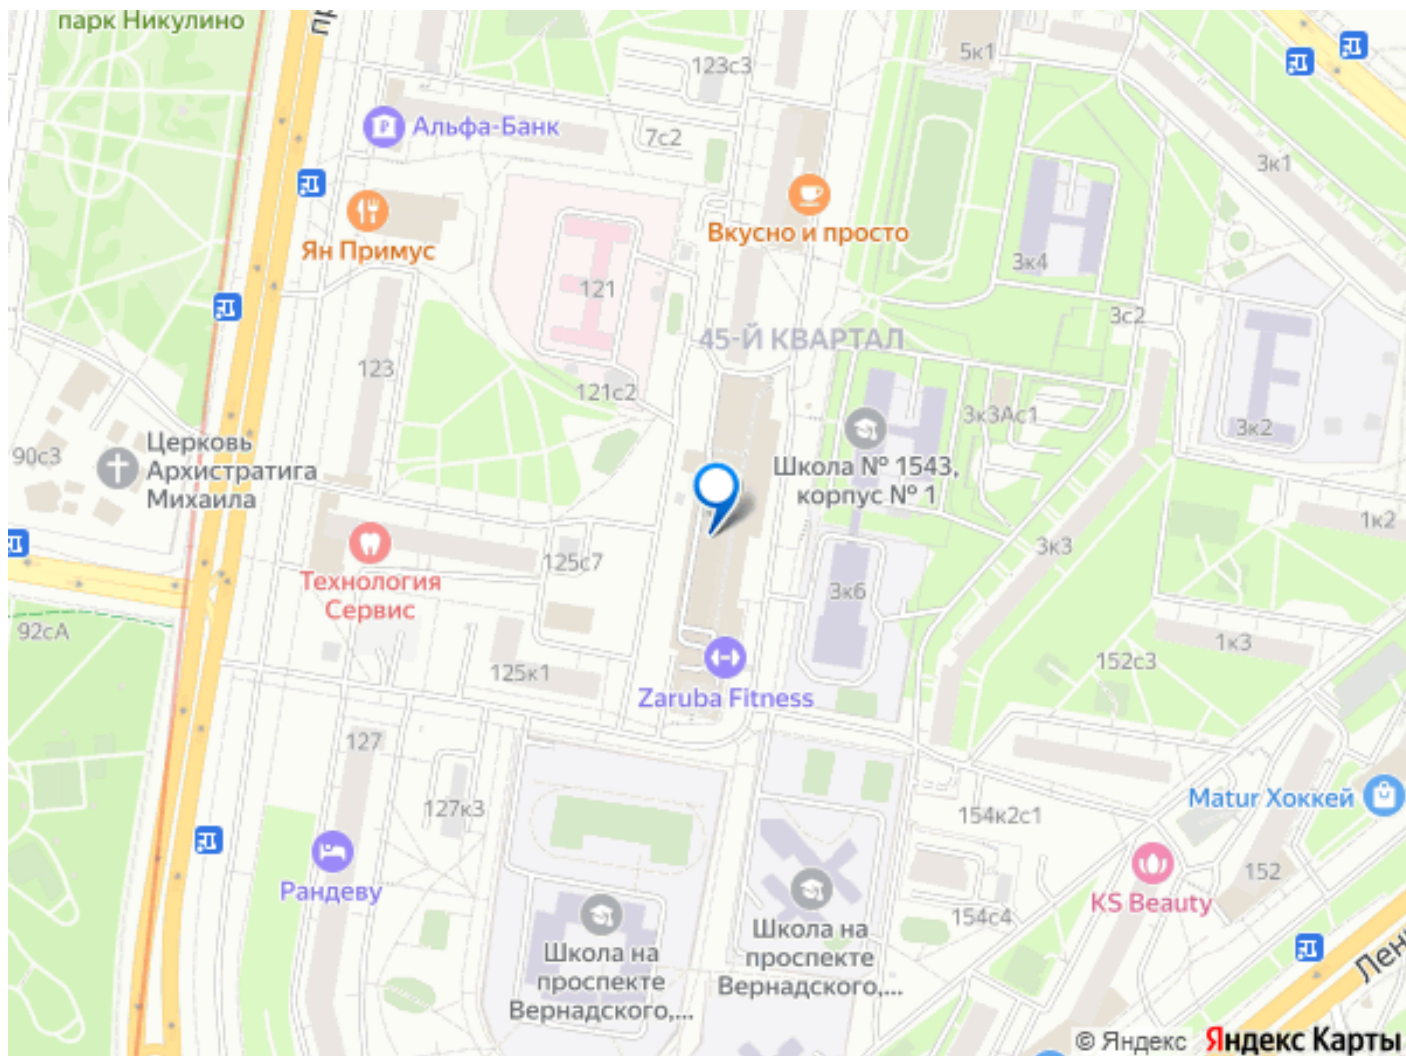 парк Никулино
пр
123с3
5к1
Альфа-Банк
7с2
3к1
Вкусно и просто
Ян Примус
3к4
121
3с2
45-Й КВАРТАЛ
123
121с2
3к3Ас1
3к2
90с3
Церковь
Архистратига
Михаила
Школа № 1543,
корпус № 1
1к2
3к3
125с7
Технология
Сервис
3к6
92сА
1к3
152с3
125к1
Zaruba Fitness
127
127к3
Matur Хоккей
154к2с1
152
Рандеву
KS Beauty
154с4
Школа на
проспекте
Вернадского,...
Школа на
проспекте
Вернадского,...
Лен
© Яндекс Яндекс Карты